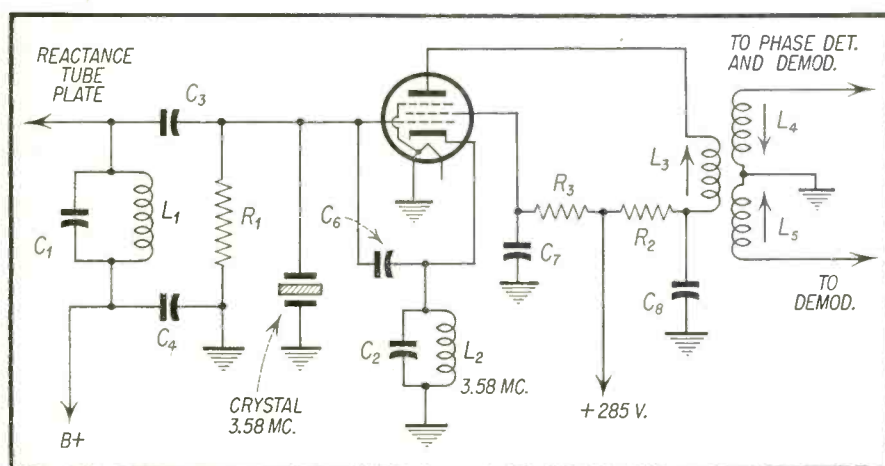 REACTANCE
TUBE
PLATE
C3
C1
L1
R1
C4
B+
CRYSTAL
3.58 MC.
C6
C2
L2
3.58 MC.
C7
R3
R2
+285 V.
L3
C8
TO PHASE DET.
AND DEMOD.
L4
L5
TO
DEMOD.